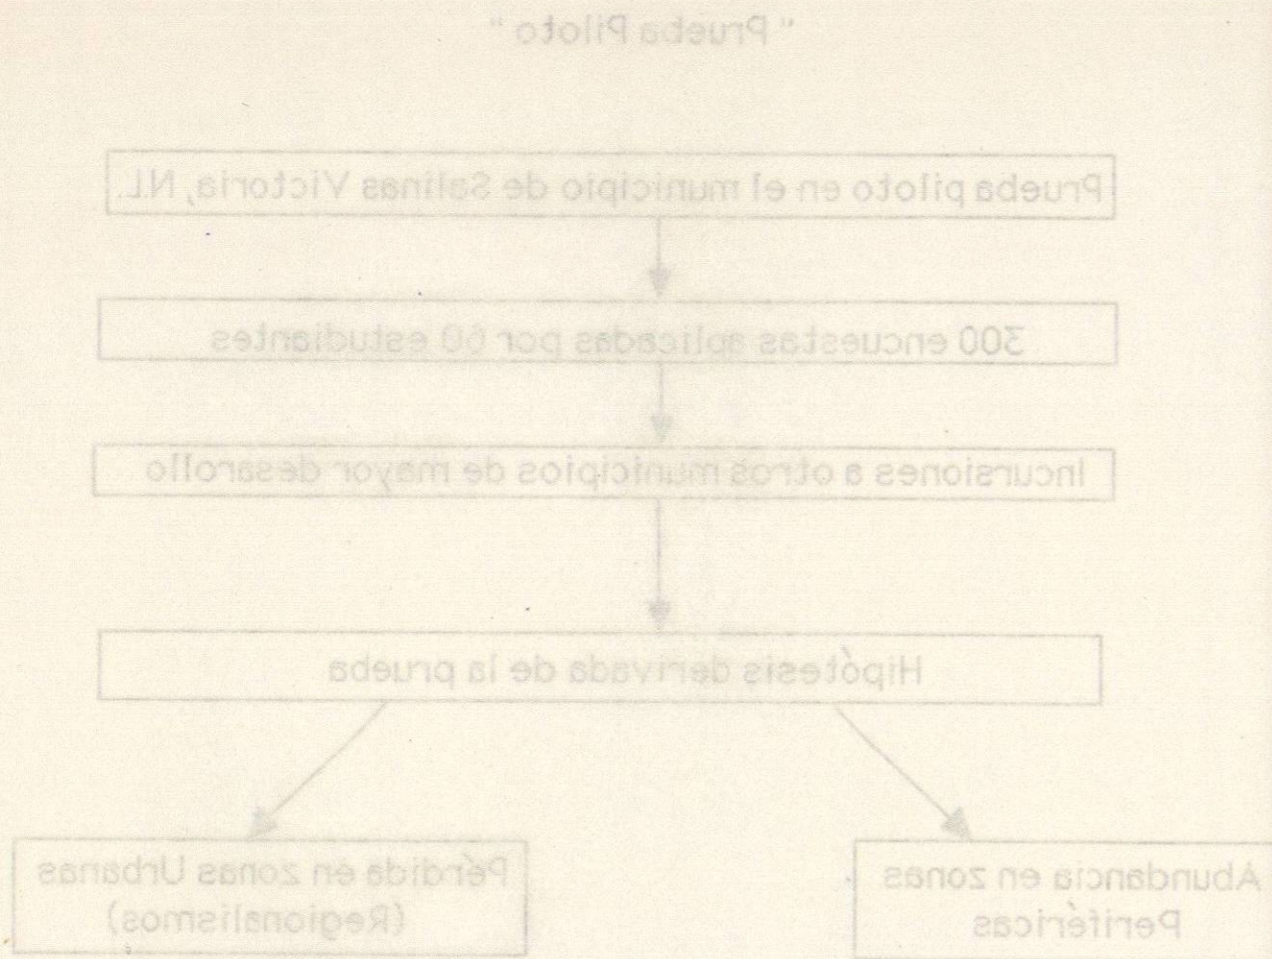 " Prueba Piloto "
Prueba piloto en el municipio de Salinas Victoria, N.L.
300 encuestas aplicadas por 60 estudiantes
Incursiones a otros municipios de mayor desarollo
Hipótesis derivada de la prueba
Abundancia en zonas
Periféricas
Pérdida en zonas Urbanas
(Regionalismos)